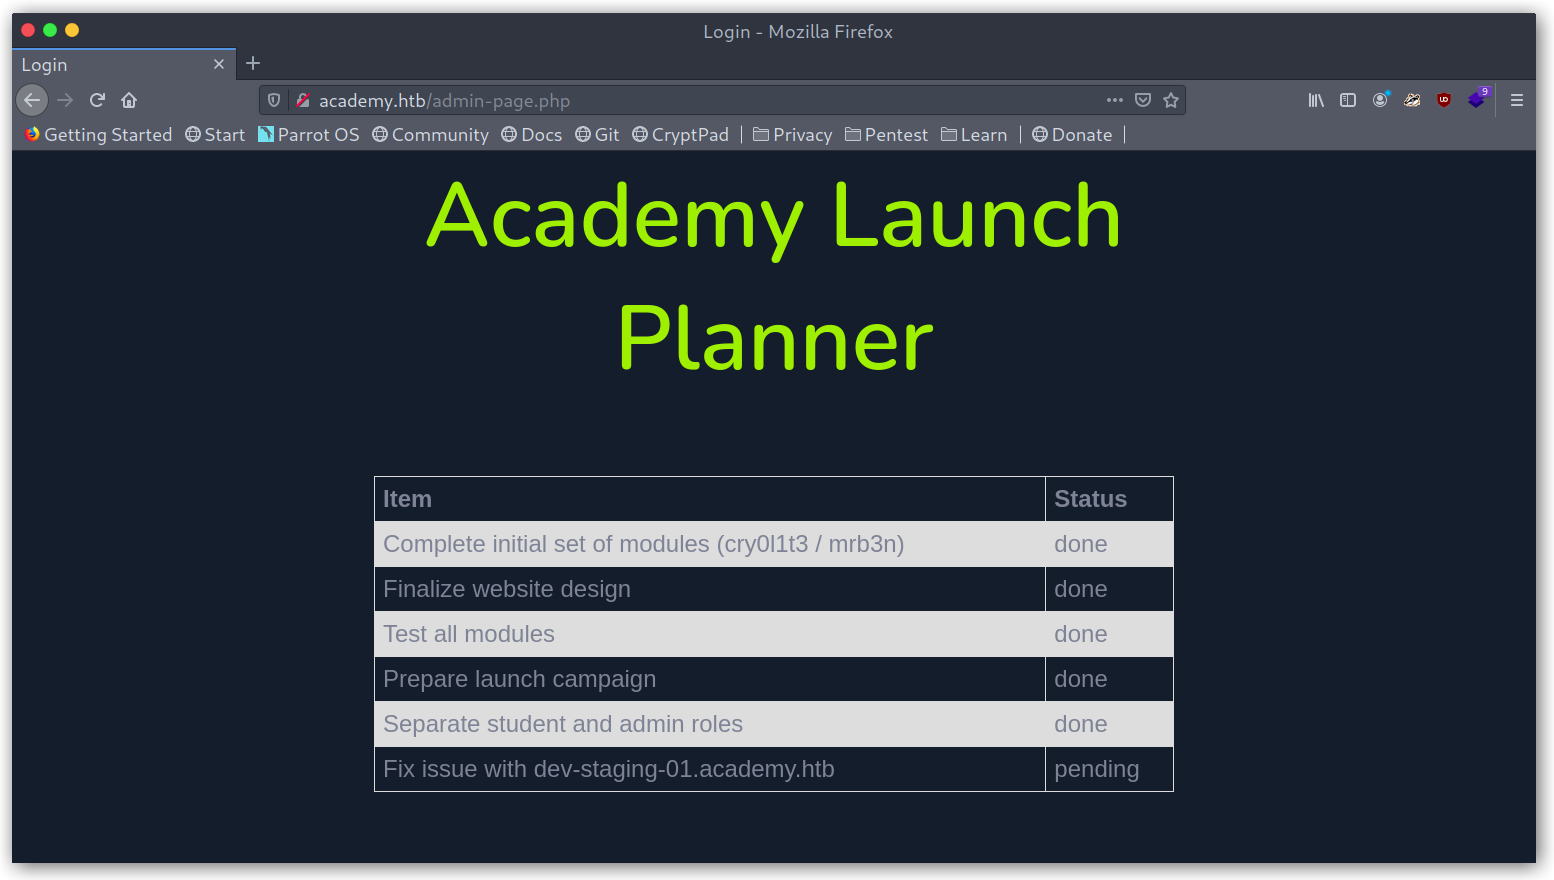 Login - Mozilla Firefox
Login
academy.htb/admin-page.php
9
Getting Started Start Parrot OS Community Docs Git CryptPad Privacy Pentest Learn Donate
Academy Launch
Planner
Item Status
Complete initial set of modules (cry0l1t3 / mrb3n) done
Finalize website design done
Test all modules done
Prepare launch campaign done
Separate student and admin roles done
Fix issue with dev-staging-01.academy.htb pending